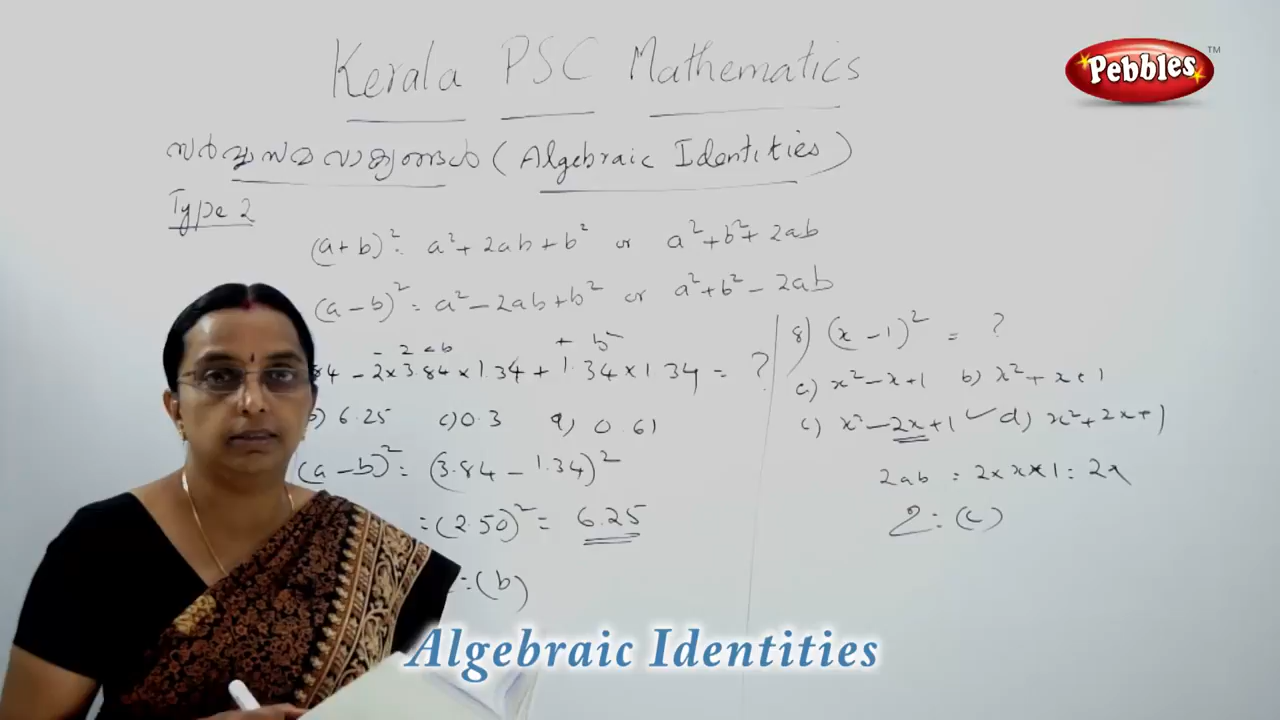 Kerala PSC Mathematics
Pebbles™
സർവ്വസമവാക്യങ്ങൾ (Algebraic Identities)
Type 2
(a+b)² = a² + 2ab + b² or a² + b² + 2ab
(a − b)² = a² − 2ab + b² or a² + b² − 2ab
− 2 ab + b²
84 − 2×3.84 × 1.34 + 1.34 × 1.34 = ?
b) 6.25 c) 0.3 d) 0.61
(a − b)² = (3.84 − 1.34)²
= (2.50)² = 6.25
= (b)
8) (x − 1)² = ?
a) x² − x + 1 b) x² + x + 1
c) x² − 2x + 1 ✓ d) x² + 2x + 1
2ab = 2 × x × 1 = 2x
உ = (c)
Algebraic Identities